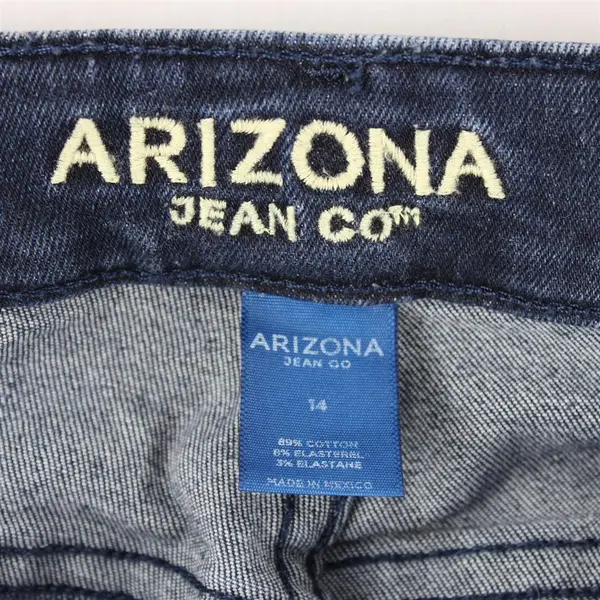 ARIZONA
JEAN CO™
ARIZONA
JEAN CO
14
89% COTTON
8% ELASTEREL
3% ELASTANE
MADE IN MEXICO